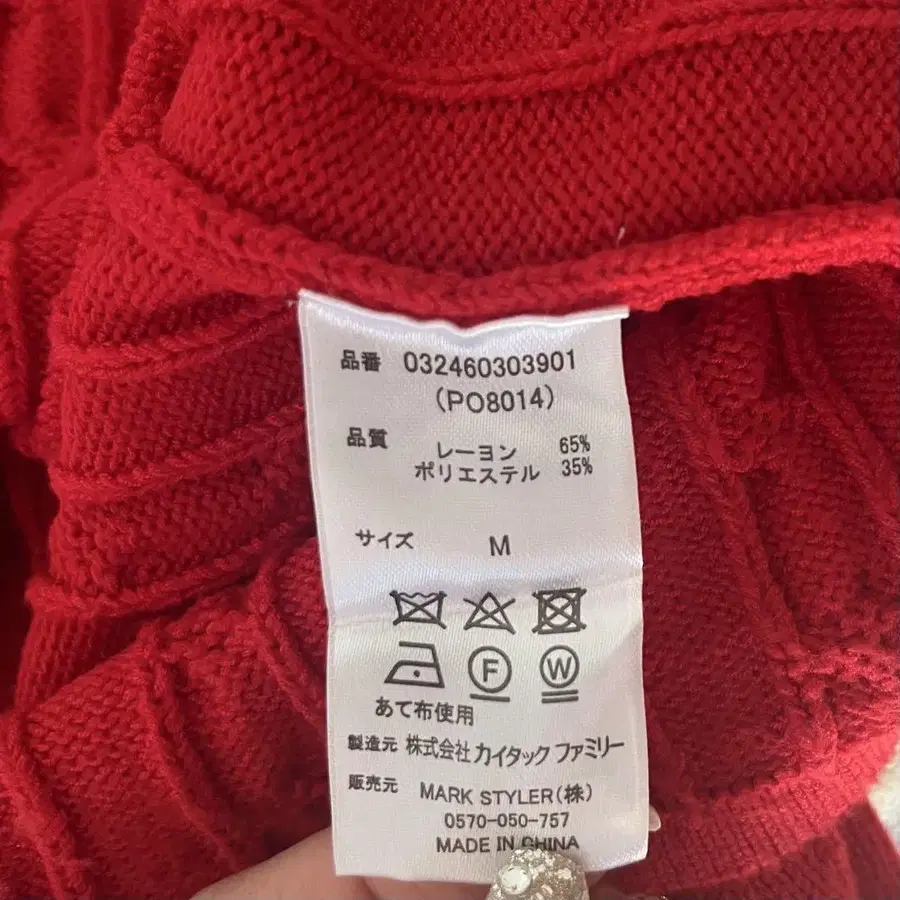 品番 032460303901
(PO8014)
品質 レーヨン 65%
ポリエステル 35%
サイズ M
F W
あて布使用
製造元 株式会社カイタックファミリー
販売元 MARK STYLER(株)
0570-050-757
MADE IN CHINA